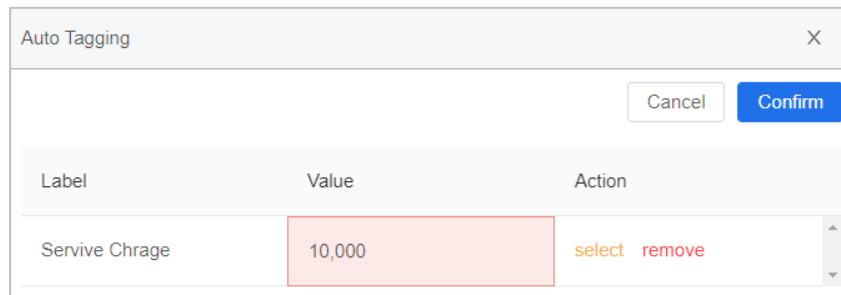 Auto Tagging X
Cancel Confirm
Label Value Action
Servive Chrage 10,000 select remove